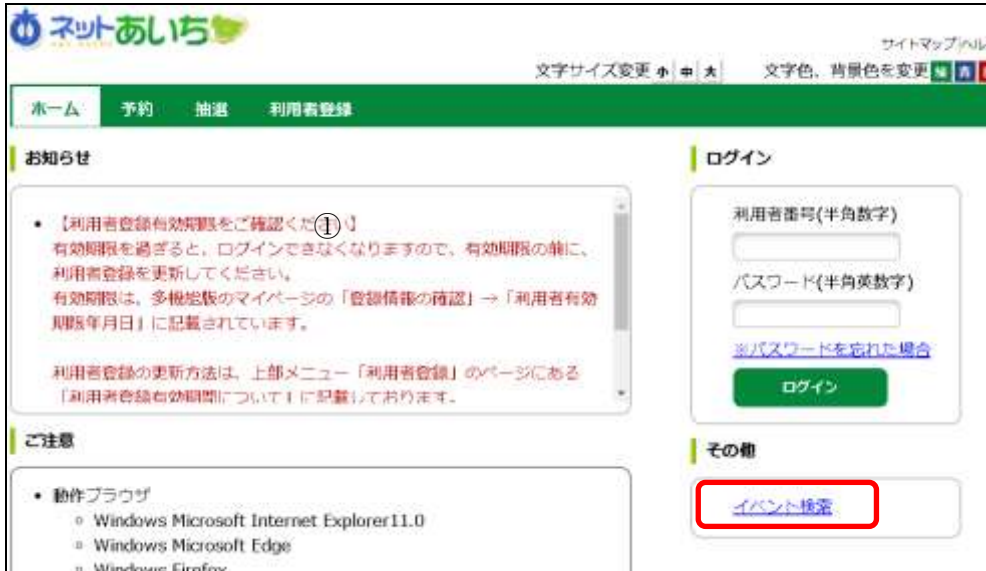 ネットあいち
サイトマップ|ヘル
文字サイズ変更 小 中 大 文字色、背景色を変更 緑 青
ホーム 予約 抽選 利用者登録
お知らせ
【利用者登録有効期限をご確認ください】
①
有効期限を過ぎると、ログインできなくなりますので、有効期限の前に、
利用者登録を更新してください。
有効期限は、多機能版のマイページの「登録情報の確認」→「利用者有効
期限年月日」に記載されています。
利用者登録の更新方法は、上部メニュー「利用者登録」のページにある
「利用者登録有効期間について」に記載しております。
ご注意
動作ブラウザ
Windows Microsoft Internet Explorer11.0
Windows Microsoft Edge
Windows Firefox
ログイン
利用者番号(半角数字)
パスワード(半角英数字)
※パスワードを忘れた場合
ログイン
その他
イベント検索